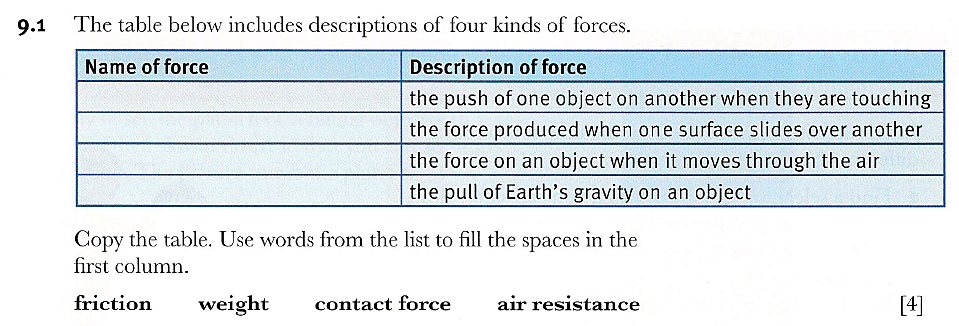 9.1 The table below includes descriptions of four kinds of forces.
Name of force Description of force
the push of one object on another when they are touching
the force produced when one surface slides over another
the force on an object when it moves through the air
the pull of Earth's gravity on an object
Copy the table. Use words from the list to fill the spaces in the
first column.
friction weight contact force air resistance [4]